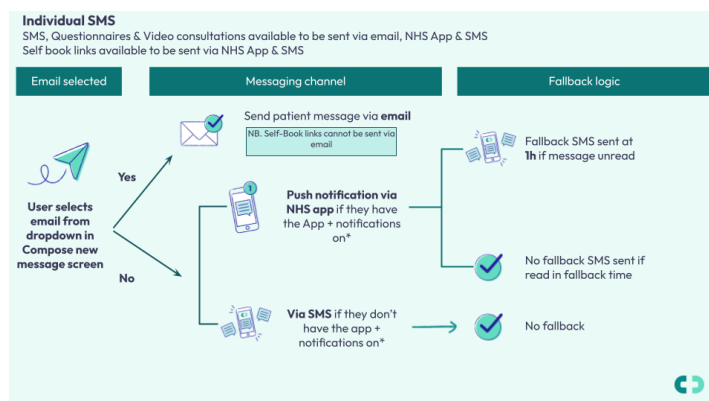 Individual SMS
SMS, Questionnaires & Video consultations available to be sent via email, NHS App & SMS
Self book links available to be sent via NHS App & SMS
Email selected
Messaging channel
Fallback logic
Send patient message via email
NB. Self-Book links cannot be sent via
email
Yes
User selects
email from
dropdown in
Compose new
message screen
No
1
Push notification via
NHS app if they have
the App + notifications
on*
Via SMS if they don't
have the app +
notifications on*
Fallback SMS sent at
1h if message unread
No fallback SMS sent if
read in fallback time
No fallback